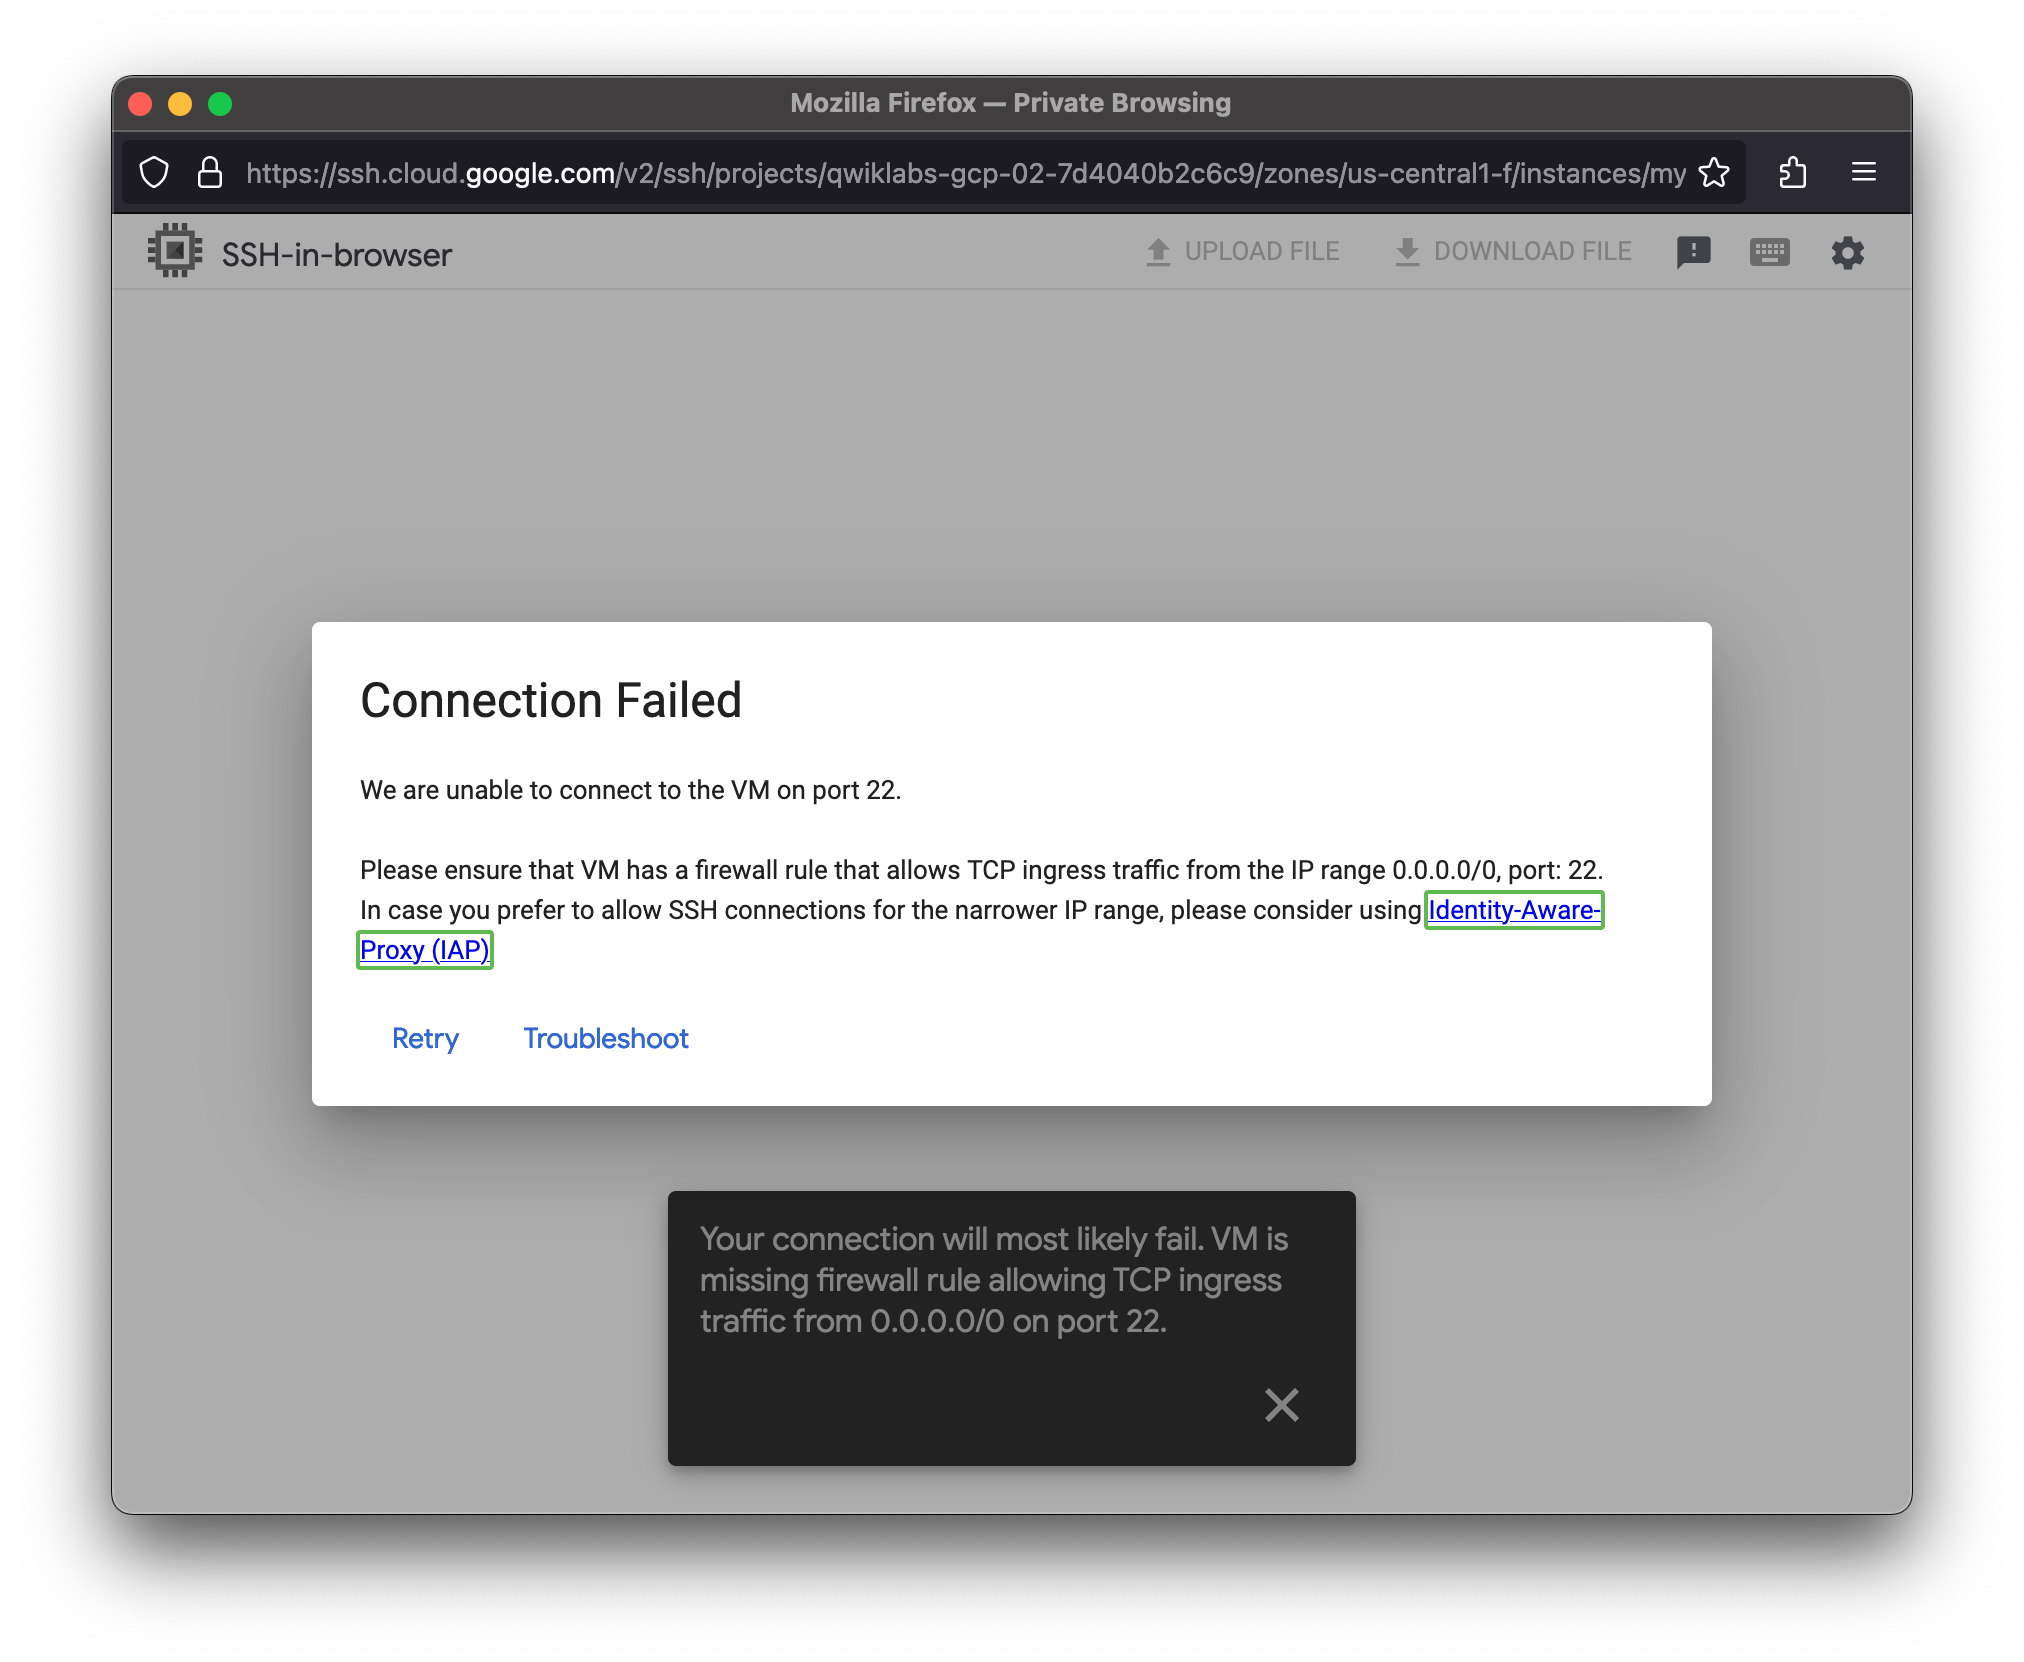 Mozilla Firefox — Private Browsing
https://ssh.cloud.google.com/v2/ssh/projects/qwiklabs-gcp-02-7d4040b2c6c9/zones/us-central1-f/instances/my
SSH-in-browser
UPLOAD FILE
DOWNLOAD FILE
Connection Failed
We are unable to connect to the VM on port 22.
Please ensure that VM has a firewall rule that allows TCP ingress traffic from the IP range 0.0.0.0/0, port: 22.
In case you prefer to allow SSH connections for the narrower IP range, please consider using Identity-Aware-
Proxy (IAP)
Retry
Troubleshoot
Your connection will most likely fail. VM is
missing firewall rule allowing TCP ingress
traffic from 0.0.0.0/0 on port 22.